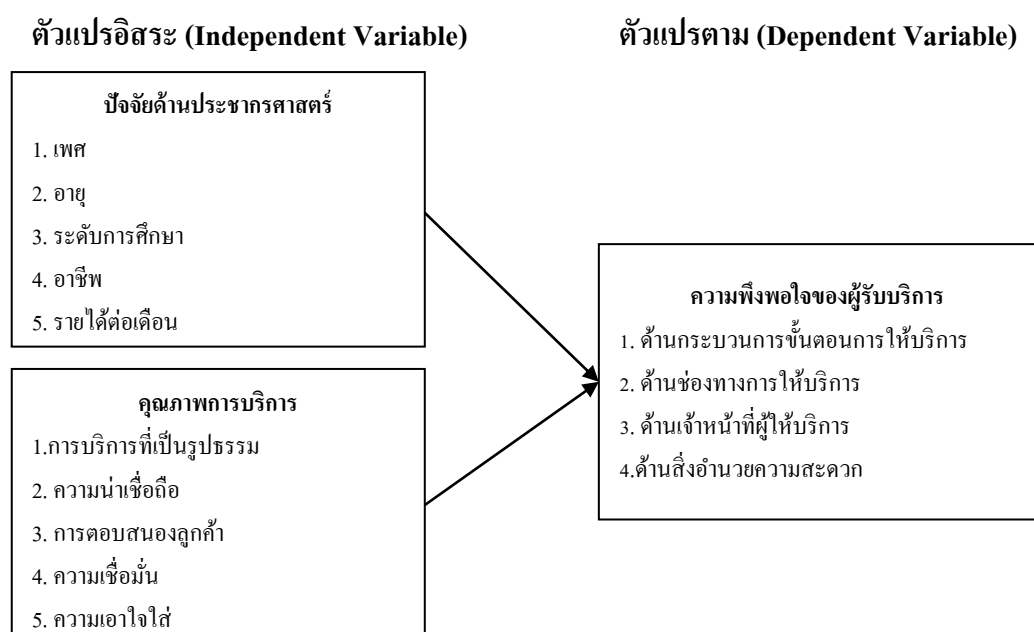 ตัวแปรอิสระ (Independent Variable)
ตัวแปรตาม (Dependent Variable)
ปัจจัยด้านประชากรศาสตร์
1. เพศ
2. อายุ
3. ระดับการศึกษา
4. อาชีพ
5. รายได้ต่อเดือน
คุณภาพการบริการ
1.การบริการที่เป็นรูปธรรม
2. ความน่าเชื่อถือ
3. การตอบสนองลูกค้า
4. ความเชื่อมั่น
5. ความเอาใจใส่
ความพึงพอใจของผู้รับบริการ
1. ด้านกระบวนการขั้นตอนการให้บริการ
2. ด้านช่องทางการให้บริการ
3. ด้านเจ้าหน้าที่ผู้ให้บริการ
4.ด้านสิ่งอำนวยความสะดวก